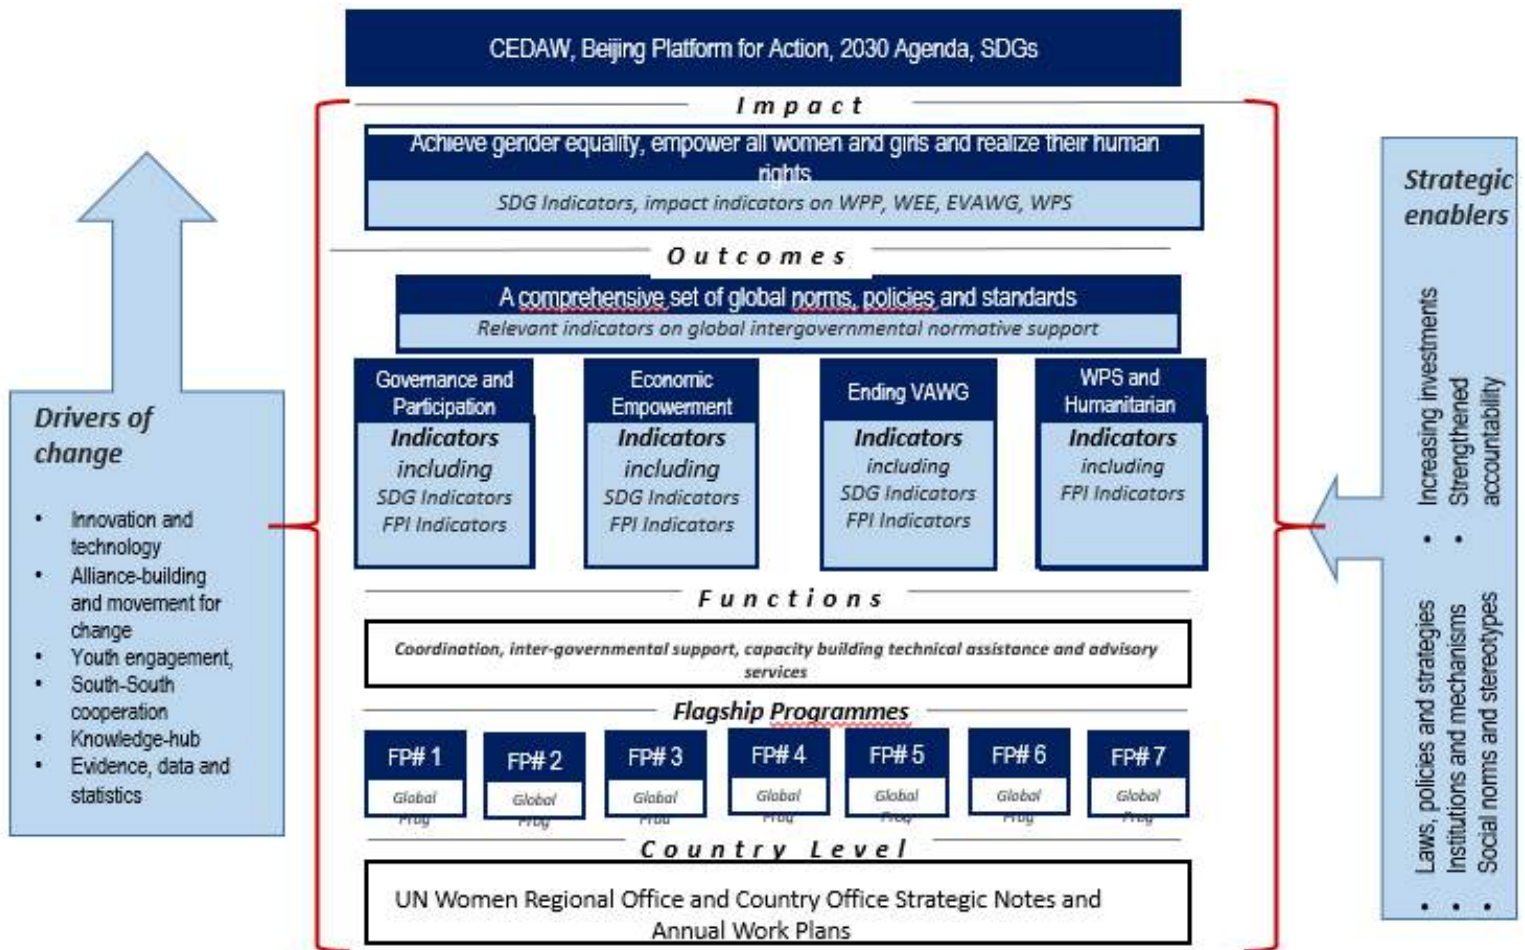 CEDAW, Beijing Platform for Action, 2030 Agenda, SDGs
Impact
Achieve gender equality, empower all women and girls and realize their human
rights
SDG Indicators, impact indicators on WPP, WEE, EVAWG, WPS
Outcomes
A comprehensive set of global norms, policies and standards
Relevant indicators on global intergovernmental normative support
Governance and
Participation
Indicators
including
SDG Indicators
FPI Indicators
Economic
Empowerment
Indicators
including
SDG Indicators
FPI Indicators
Ending VAWG
Indicators
including
SDG Indicators
FPI Indicators
WPS and
Humanitarian
Indicators
including
FPI Indicators
Functions
Coordination, inter-governmental support, capacity building technical assistance and advisory
services
Flagship Programmes
FP# 1
Global
Prog
FP# 2
Global
Prog
FP# 3
Global
Prog
FP# 4
Global
Prog
FP# 5
Global
Prog
FP# 6
Global
Prog
FP# 7
Global
Prog
Country Level
UN Women Regional Office and Country Office Strategic Notes and
Annual Work Plans
Drivers of
change
• Innovation and
technology
• Alliance-building
and movement for
change
• Youth engagement,
• South-South
cooperation
• Knowledge-hub
• Evidence, data and
statistics
Strategic
enablers
• Laws, policies and strategies
• Institutions and mechanisms
• Social norms and stereotypes
• Increasing investments
• Strengthened
accountability